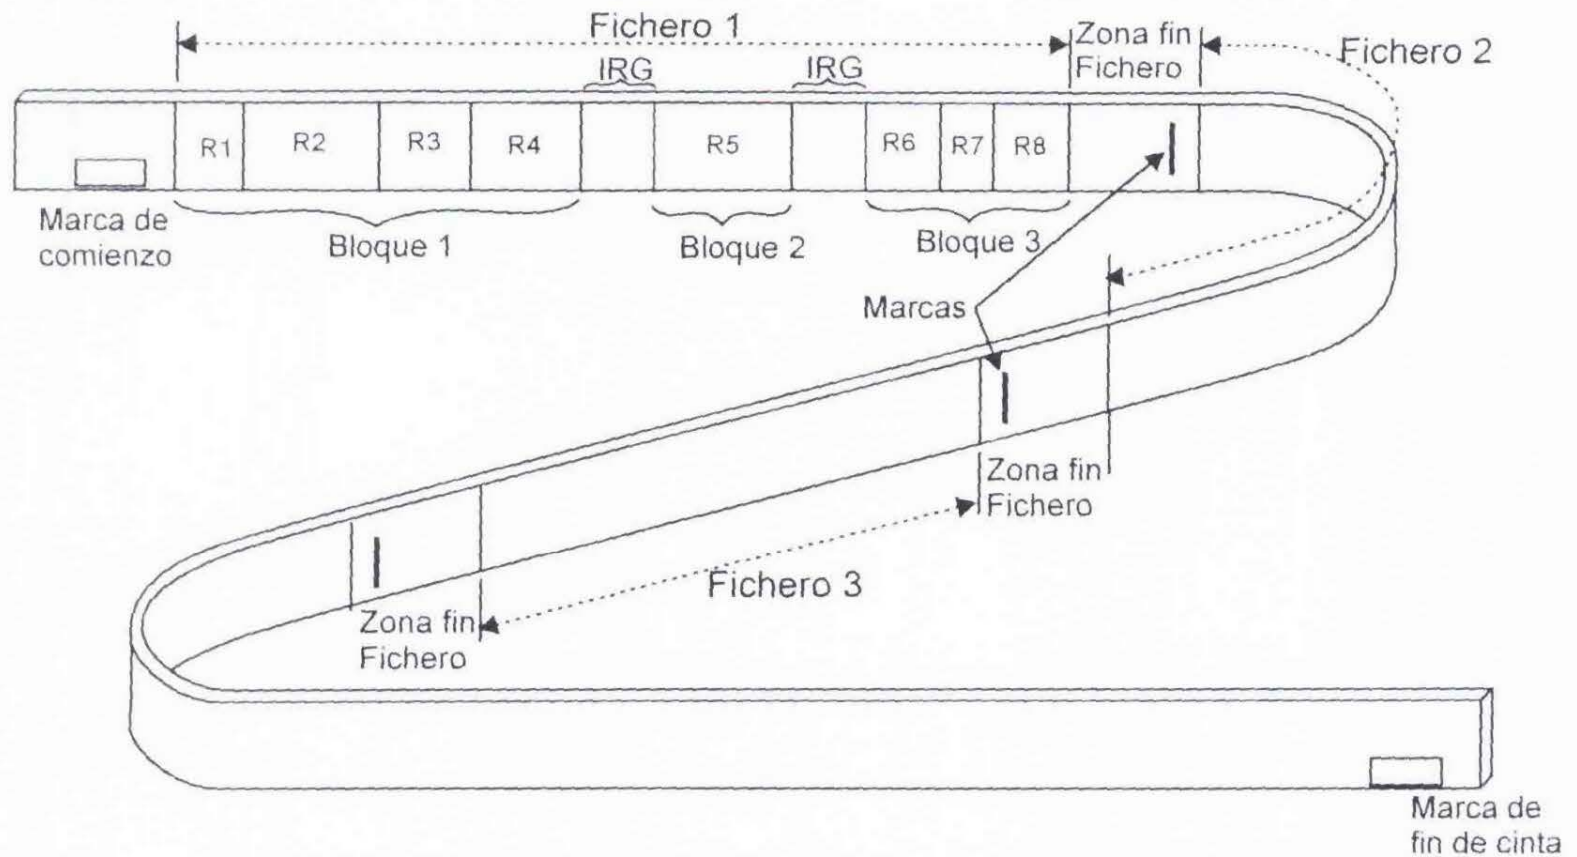 Fichero 1
Zona fin
Fichero
Fichero 2
IRG
IRG
R1 R2 R3 R4 R5 R6 R7 R8
Marca de
comienzo
Bloque 1
Bloque 2
Bloque 3
Marcas
Zona fin
Fichero
Fichero 3
Zona fin
Fichero
Marca de
fin de cinta